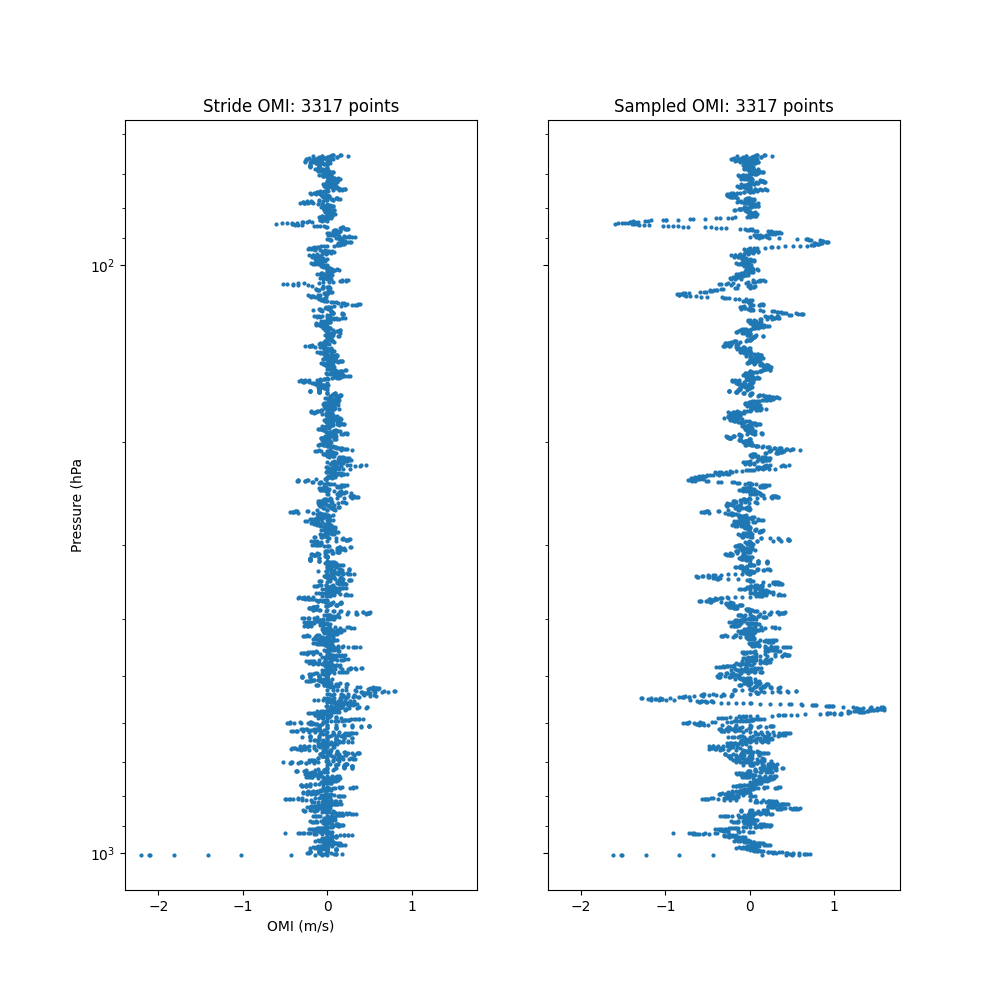 Stride OMI: 3317 points
Sampled OMI: 3317 points
Pressure (hPa
10²
10³
−2 −1 0 1
−2 −1 0 1
OMI (m/s)